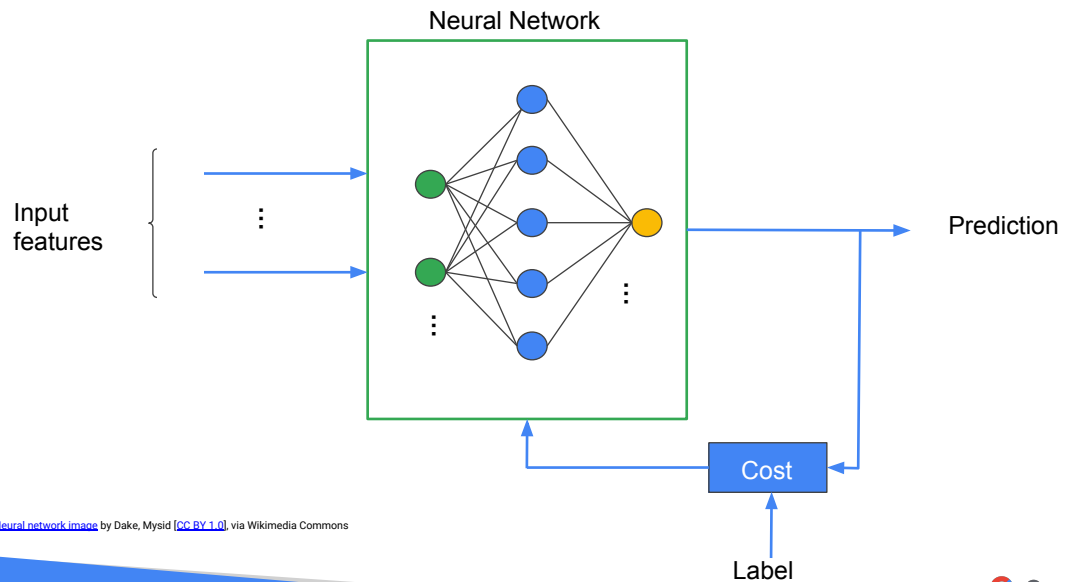 Neural Network
Input
features
...
...
...
Prediction
Cost
neural network image by Dake, Mysid [CC BY 1.0], via Wikimedia Commons
Label